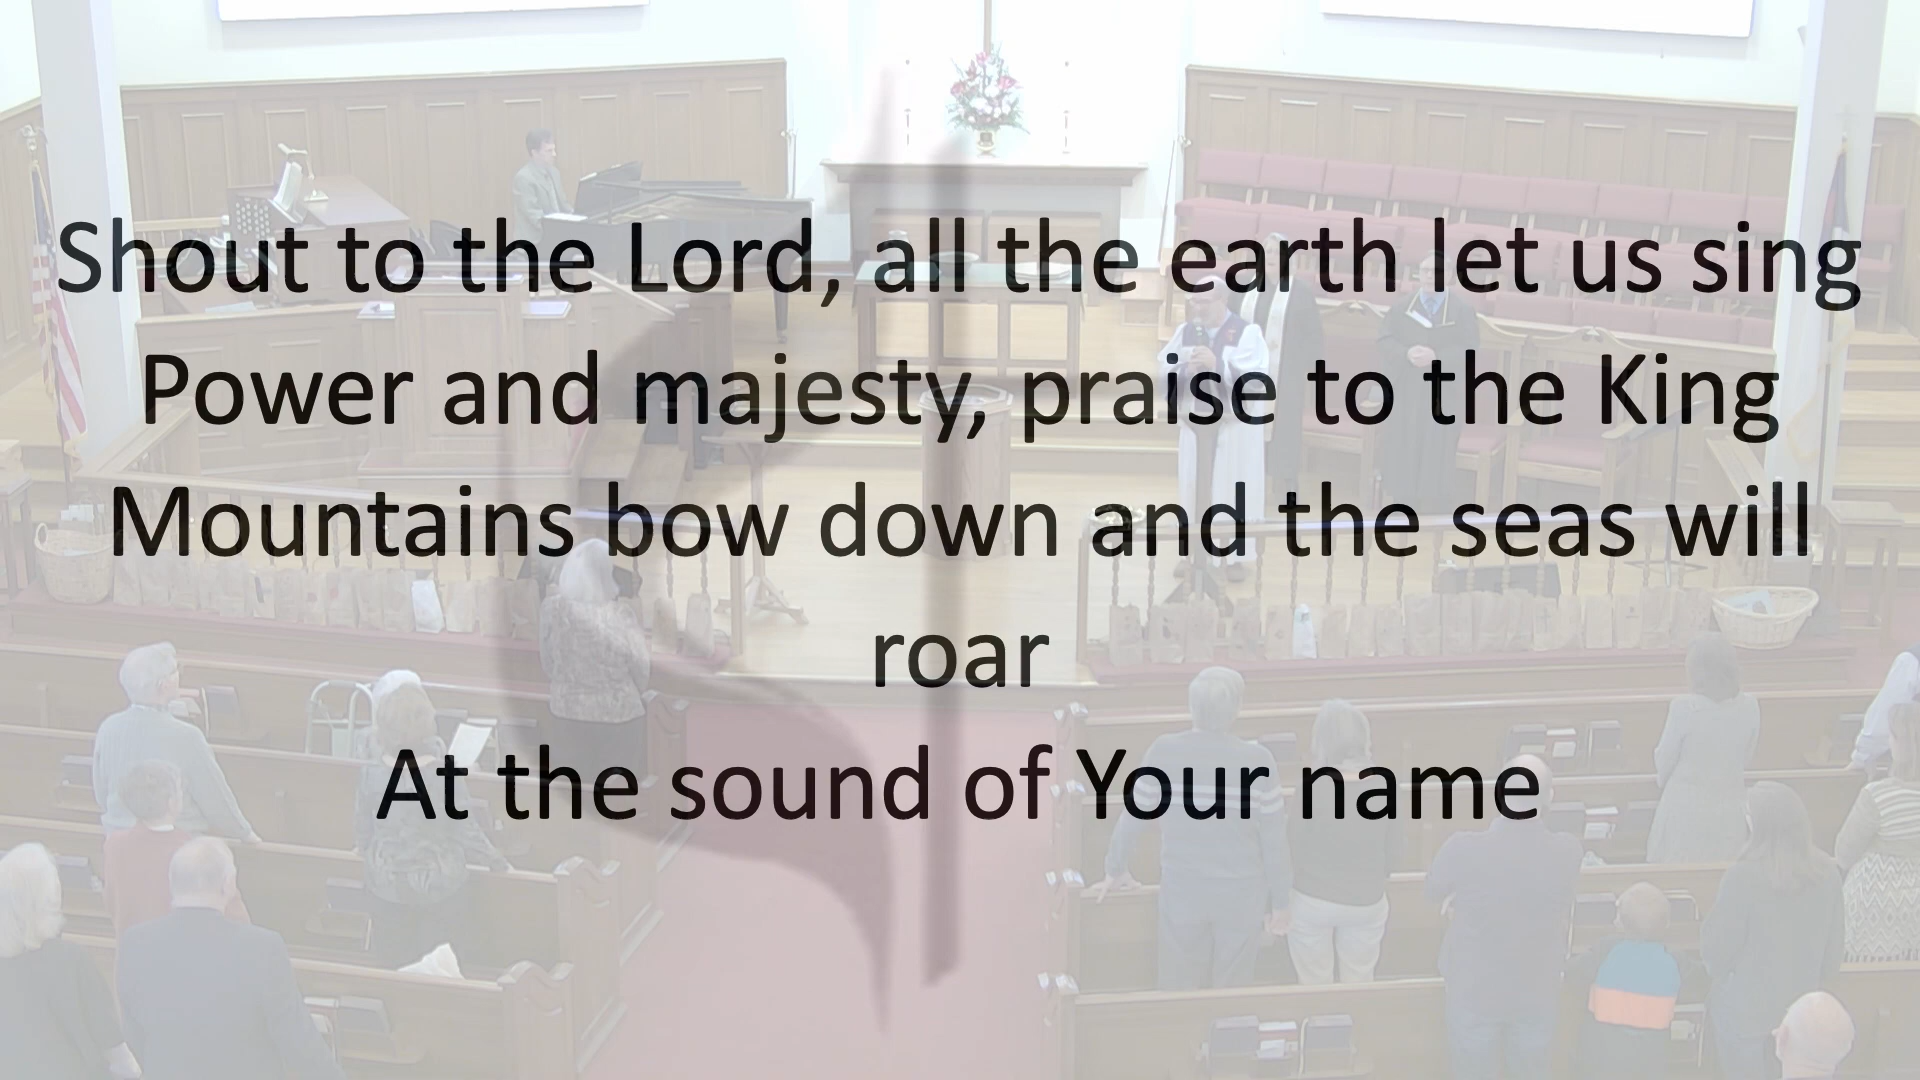 Shout to the Lord, all the earth let us sing
Power and majesty, praise to the King
Mountains bow down and the seas will
roar
At the sound of Your name